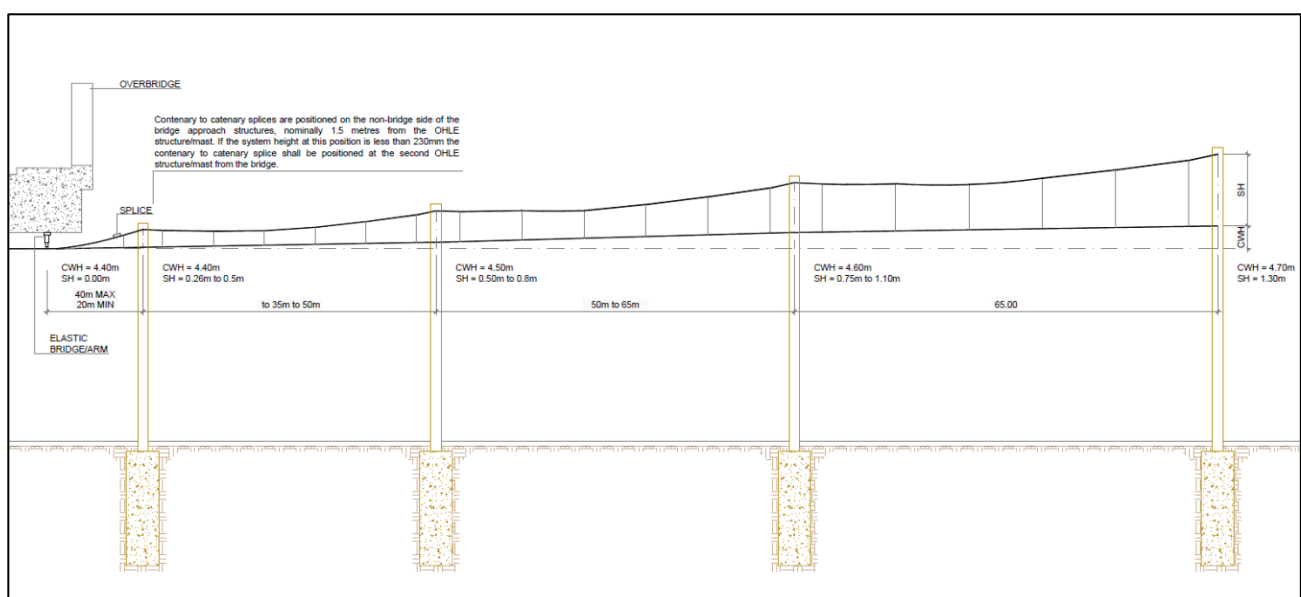 OVERBRIDGE
Contenary to catenary splices are positioned on the non-bridge side of the
bridge approach structures, nominally 1.5 metres from the OHLE
structure/mast. If the system height at this position is less than 230mm the
contenary to catenary splice shall be positioned at the second OHLE
structure/mast from the bridge.
SPLICE
SH
CWH
CWH = 4.40m
SH = 0.00m
CWH = 4.40m
SH = 0.26m to 0.5m
CWH = 4.50m
SH = 0.50m to 0.8m
CWH = 4.60m
SH = 0.75m to 1.10m
CWH = 4.70m
SH = 1.30m
40m MAX
20m MIN
to 35m to 50m
50m to 65m
65.00
ELASTIC
BRIDGE/ARM